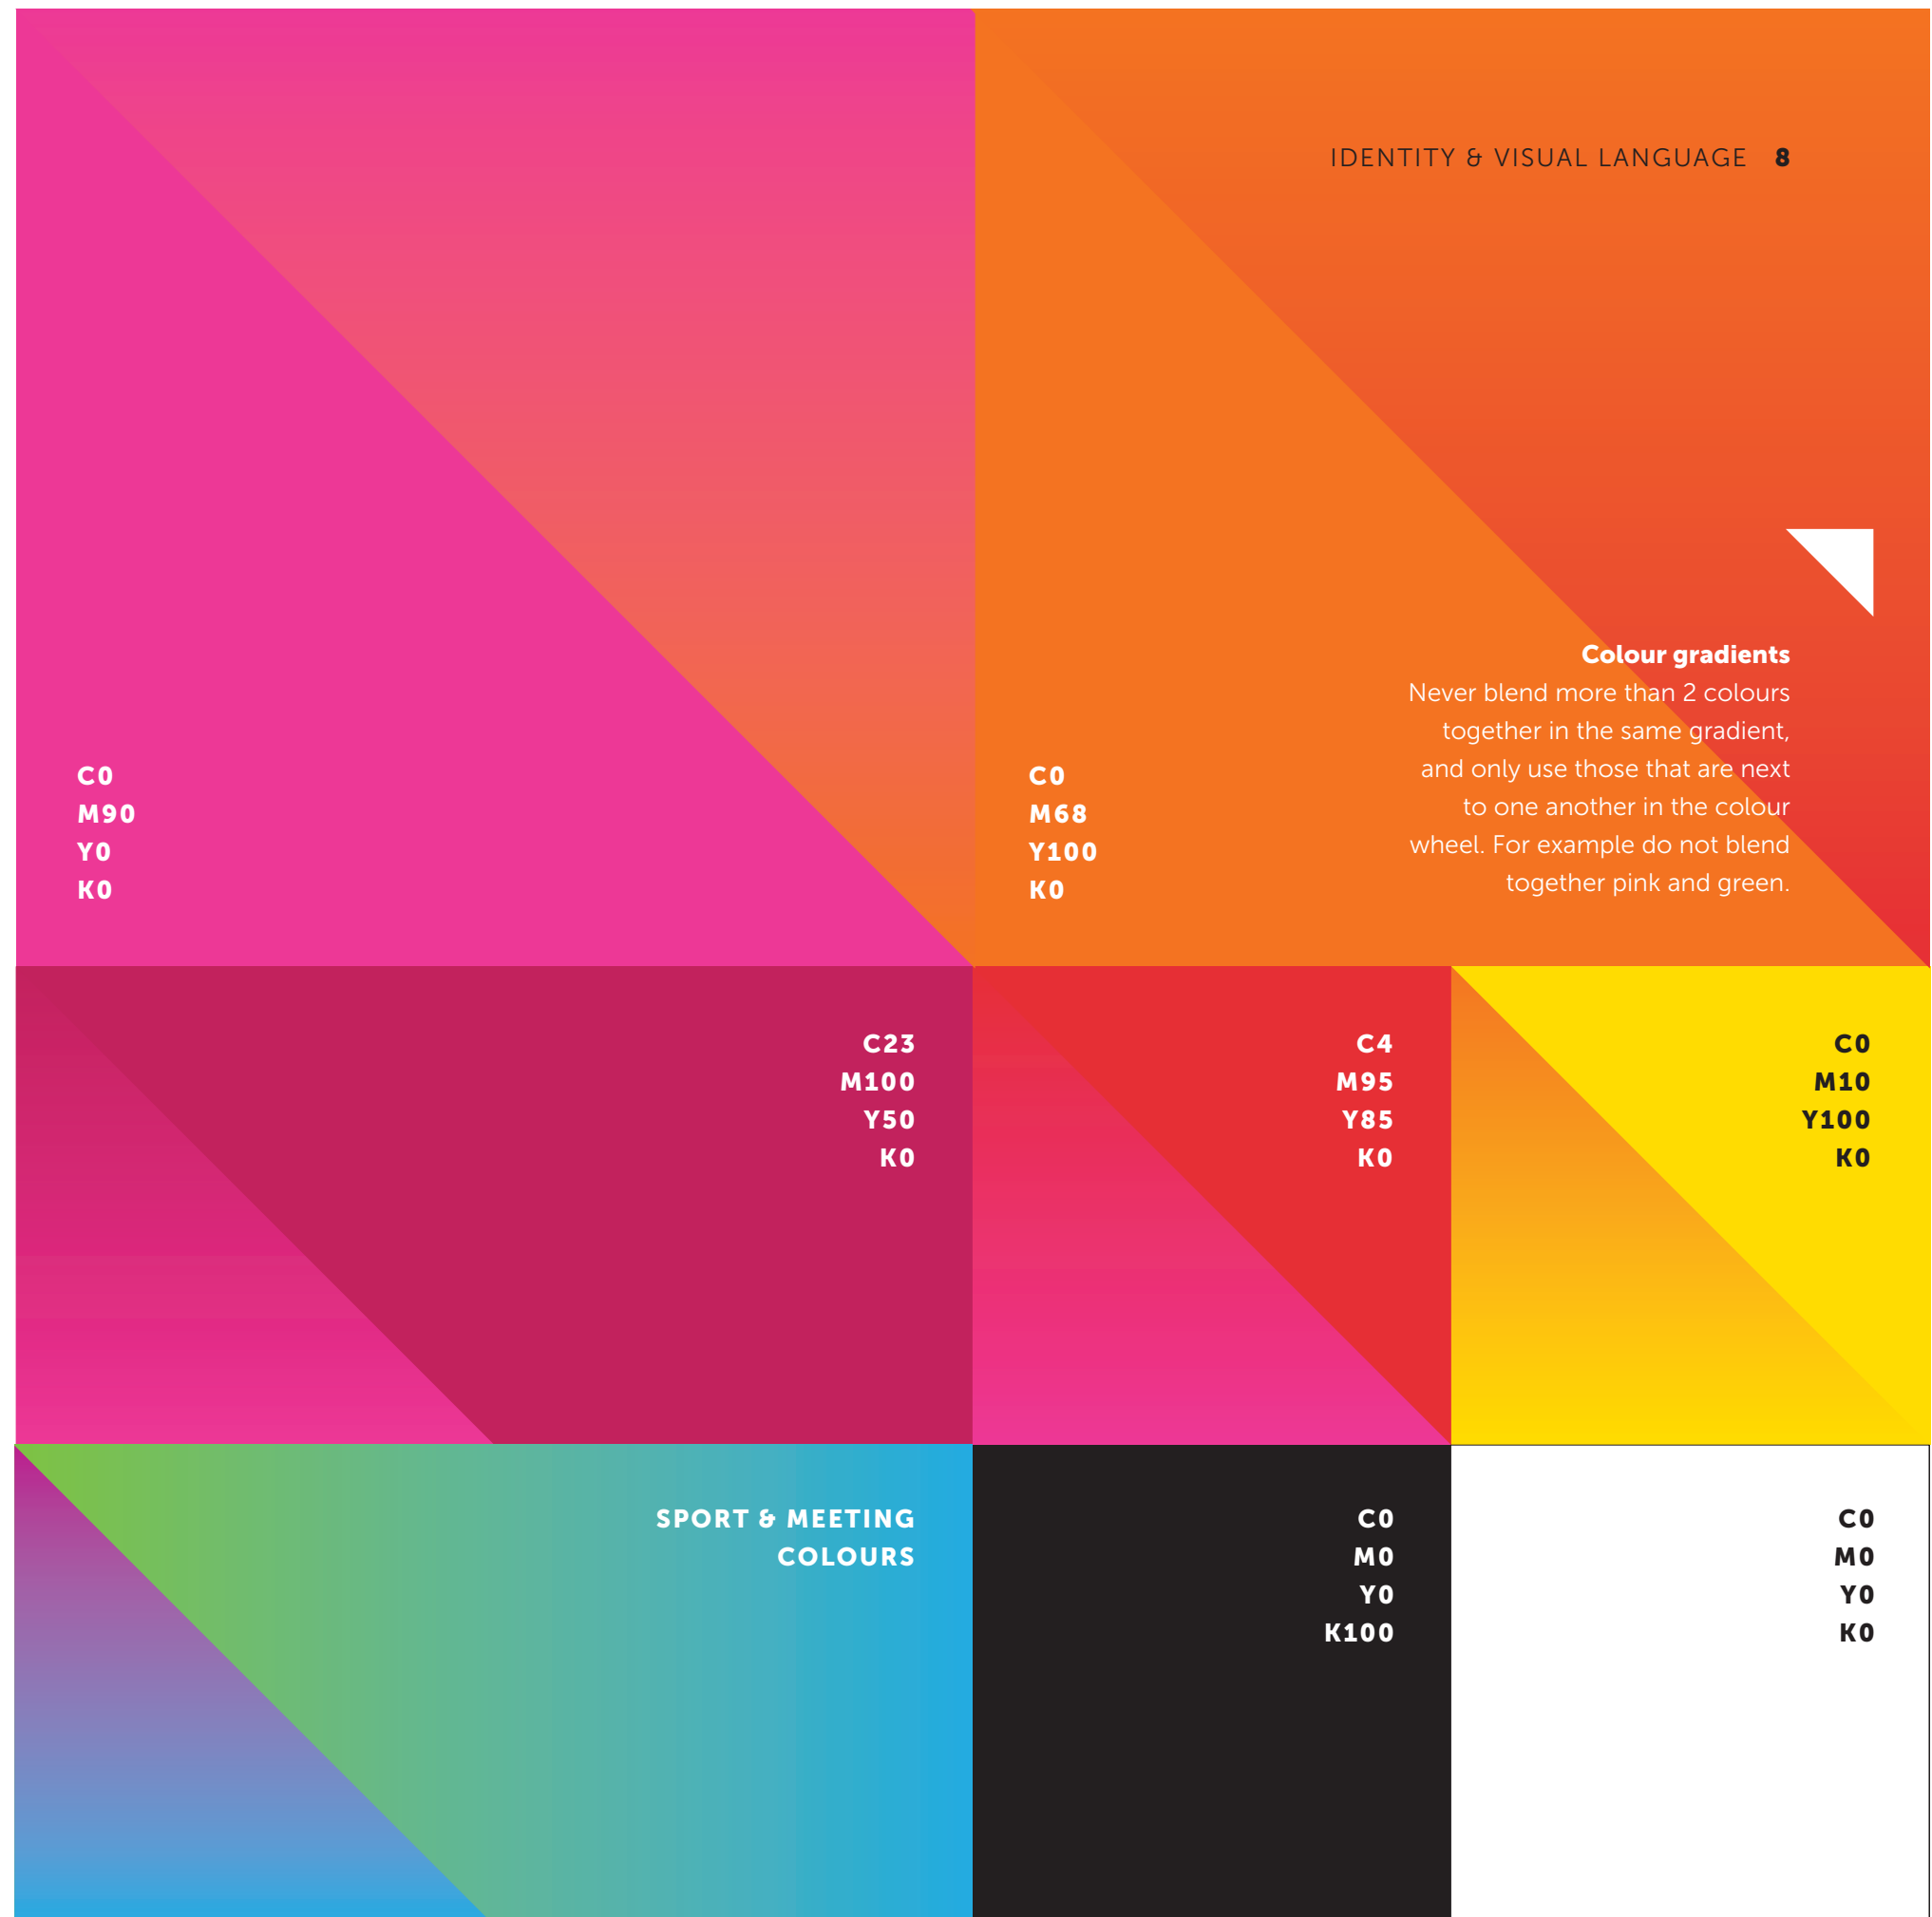 IDENTITY & VISUAL LANGUAGE 8
Colour gradients
Never blend more than 2 colours
together in the same gradient,
and only use those that are next
to one another in the colour
wheel. For example do not blend
together pink and green.
C0
M90
Y0
K0
C0
M68
Y100
K0
C23
M100
Y50
K0
C4
M95
Y85
K0
C0
M10
Y100
K0
SPORT & MEETING
COLOURS
C0
M0
Y0
K100
C0
M0
Y0
K0